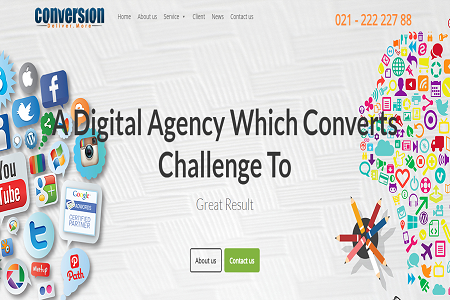 conversion
Deliver More
Home About us Service Client News Contact us
021 - 222 227 88
A Digital Agency Which Converts
Challenge To
Great Result
About us Contact us
You
Tube
Google
AdWords
CERTIFIED
PARTNER
Meetup
Path